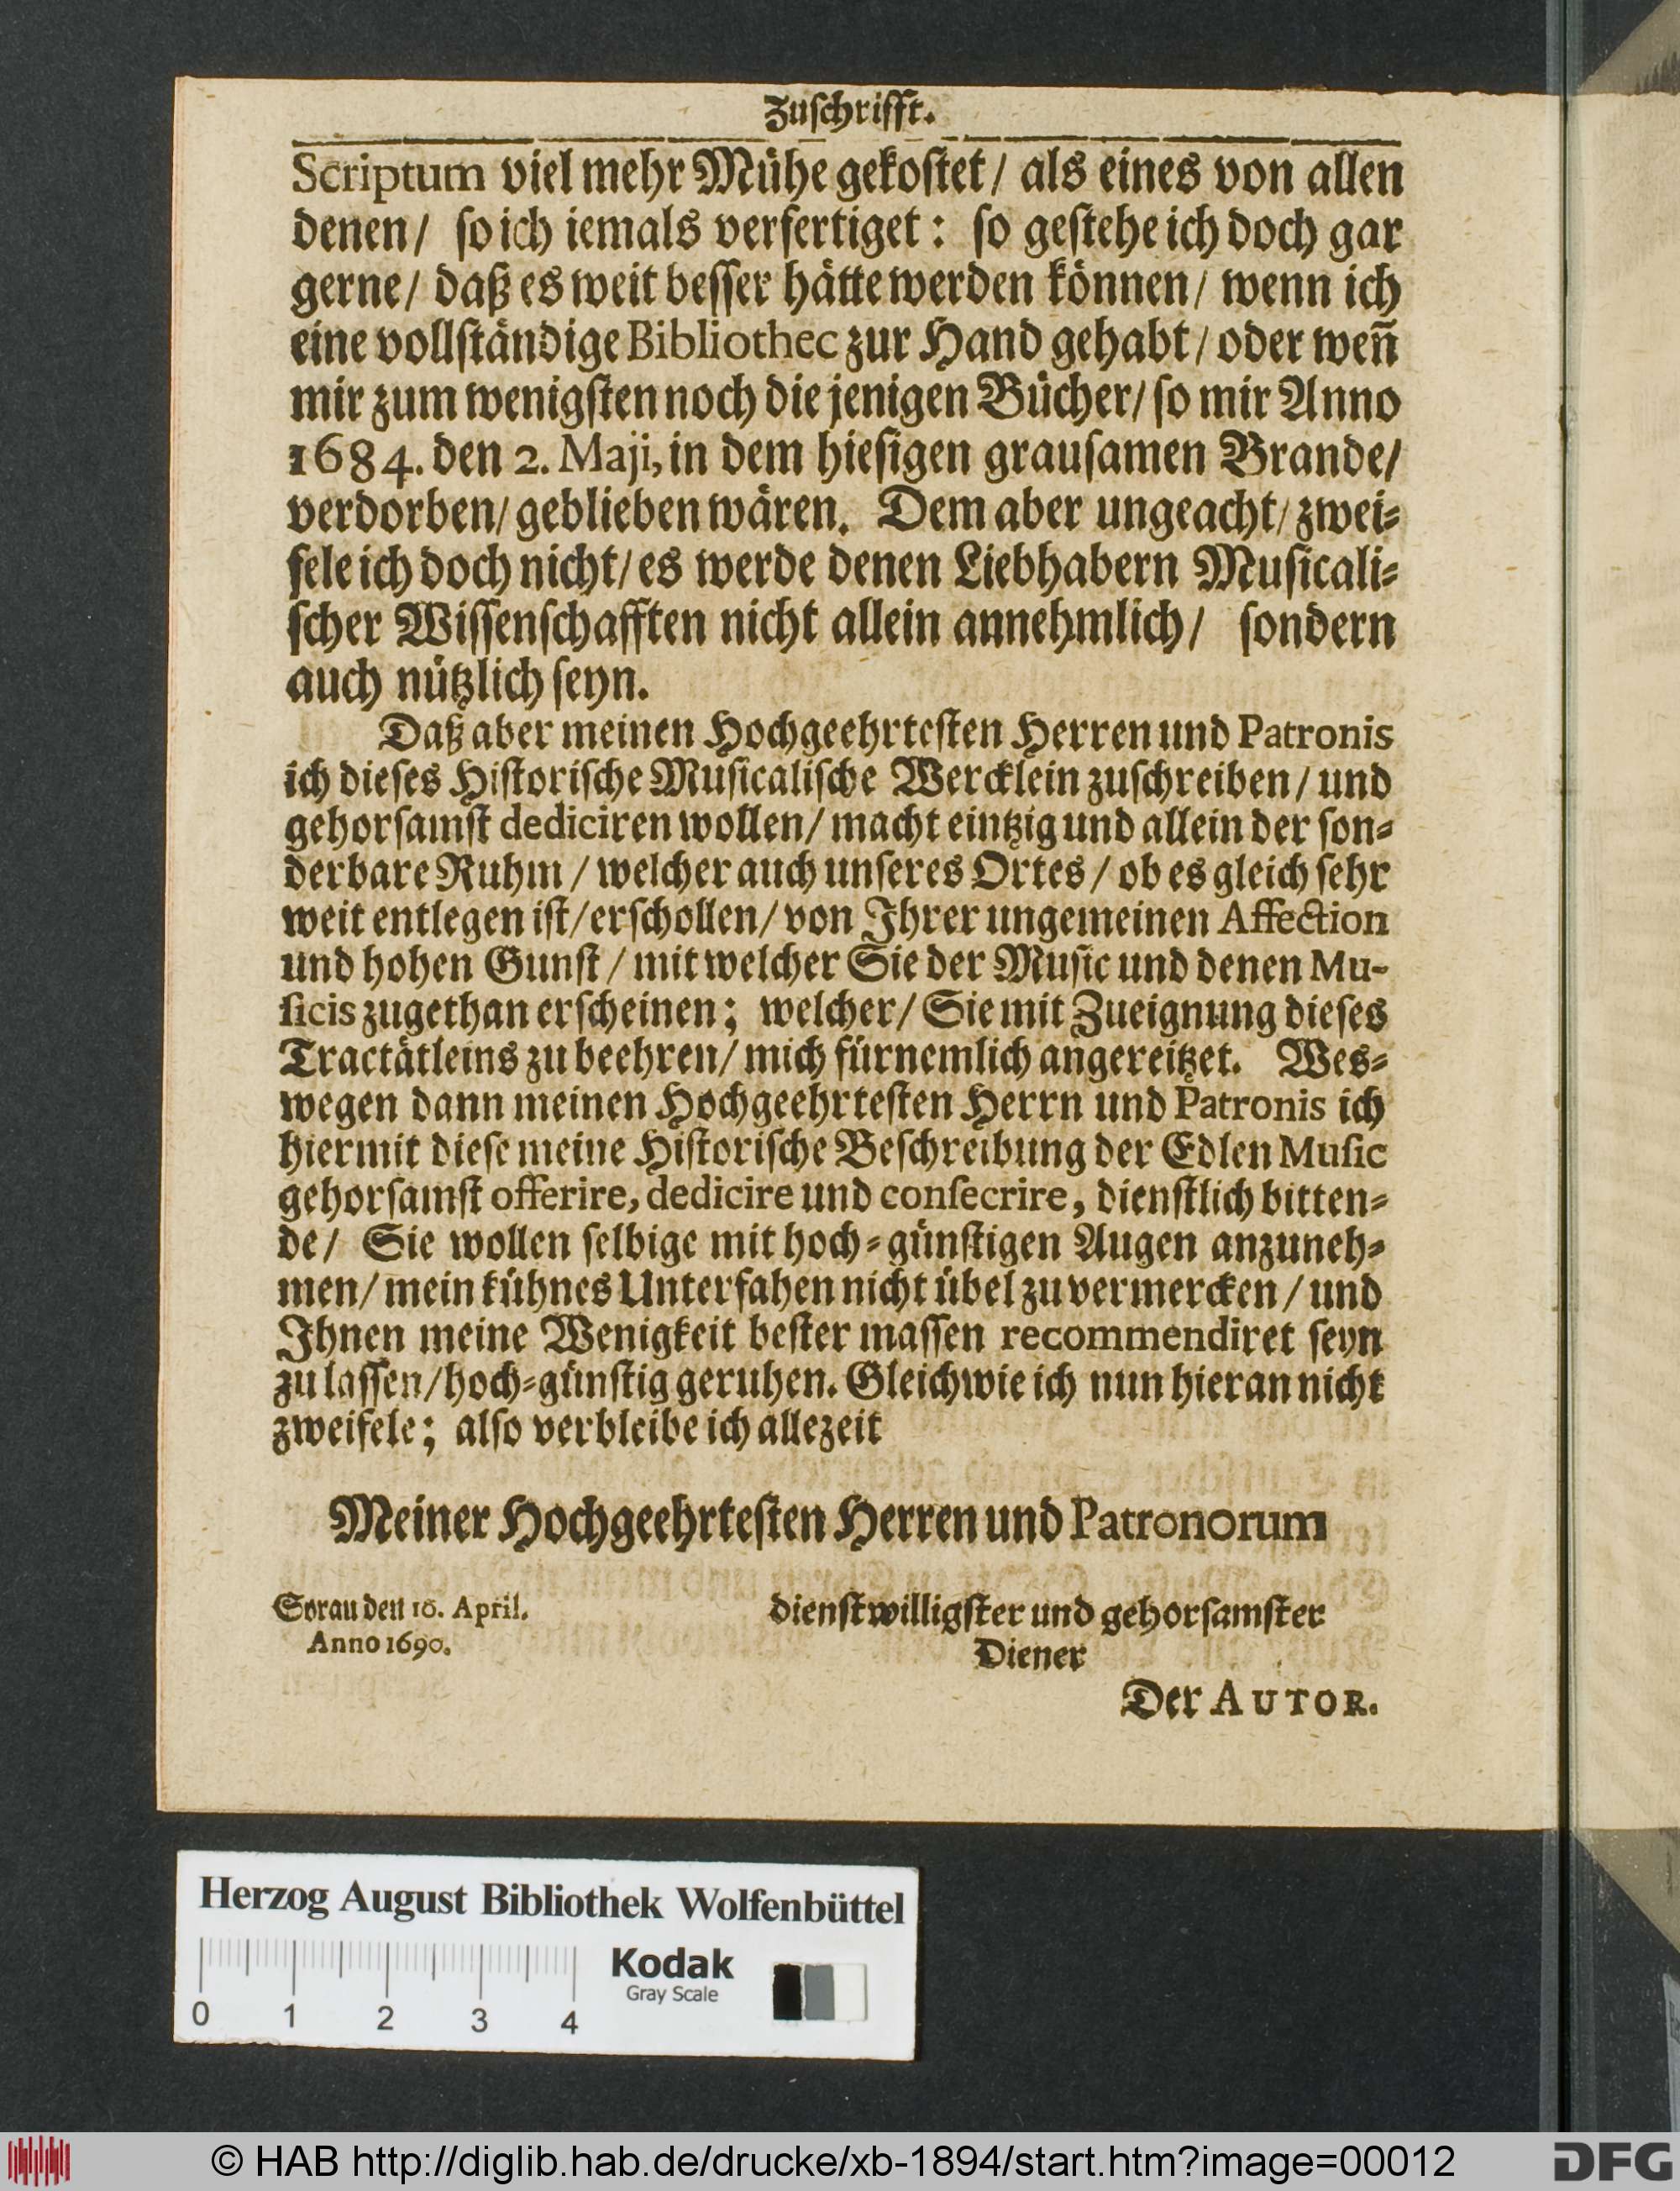 Zuſchrifft.
Scriptum viel mehr Mühe gekoſtet/ als eines von allen
denen/ ſo ich iemals verfertiget: ſo geſtehe ich doch gar
gerne/ daß es weit beſſer hätte werden können/ wenn ich
eine vollſtändige Bibliothec zur Hand gehabt/ oder weñ
mir zum wenigſten noch die jenigen Bücher/ ſo mir Anno
1684. den 2. Maji, in dem hieſigen grauſamen Brande/
verdorben/ geblieben wären. Dem aber ungeacht/ zwei-
fele ich doch nicht/ es werde denen Liebhabern Muſicali-
ſcher Wiſſenſchafften nicht allein annehmlich/ ſondern
auch nützlich ſeyn.
Daß aber meinen Hochgeehrteſten Herren und Patronis
ich dieſes Hiſtoriſche Muſicaliſche Wercklein zuſchreiben/ und
gehorſamſt dediciren wollen/ macht eintzig und allein der ſon-
derbare Ruhm/ welcher auch unſeres Ortes/ ob es gleich ſehr
weit entlegen iſt/ erſchollen/ von Ihrer ungemeinen Affection
und hohen Gunſt/ mit welcher Sie der Muſic und denen Mu-
ſicis zugethan erſcheinen; welcher/ Sie mit Zueignung dieſes
Tractätleins zu beehren/ mich fürnemlich angereitzet. Wes-
wegen dann meinen Hochgeehrteſten Herrn und Patronis ich
hiermit dieſe meine Hiſtoriſche Beſchreibung der Edlen Muſic
gehorſamſt offerire, dedicire und conſecrire, dienſtlich bitten-
de/ Sie wollen ſelbige mit hoch-günſtigen Augen anzuneh-
men/ mein kühnes Unterfahen nicht übel zu vermercken/ und
Ihnen meine Wenigkeit beſter maſſen recommendiret ſeyn
zu laſſen/ hoch-günſtig geruhen. Gleichwie ich nun hieran nicht
zweifele; alſo verbleibe ich allezeit
Meiner Hochgeehrteſten Herren und Patronorum
Sorau den 16. April.
Anno 1690.
dienſtwilligſter und gehorſamſter
Diener
Der AUTOR.
Herzog August Bibliothek Wolfenbüttel
Kodak
Gray Scale
0 1 2 3 4
© HAB http://diglib.hab.de/drucke/xb-1894/start.htm?image=00012
DFG